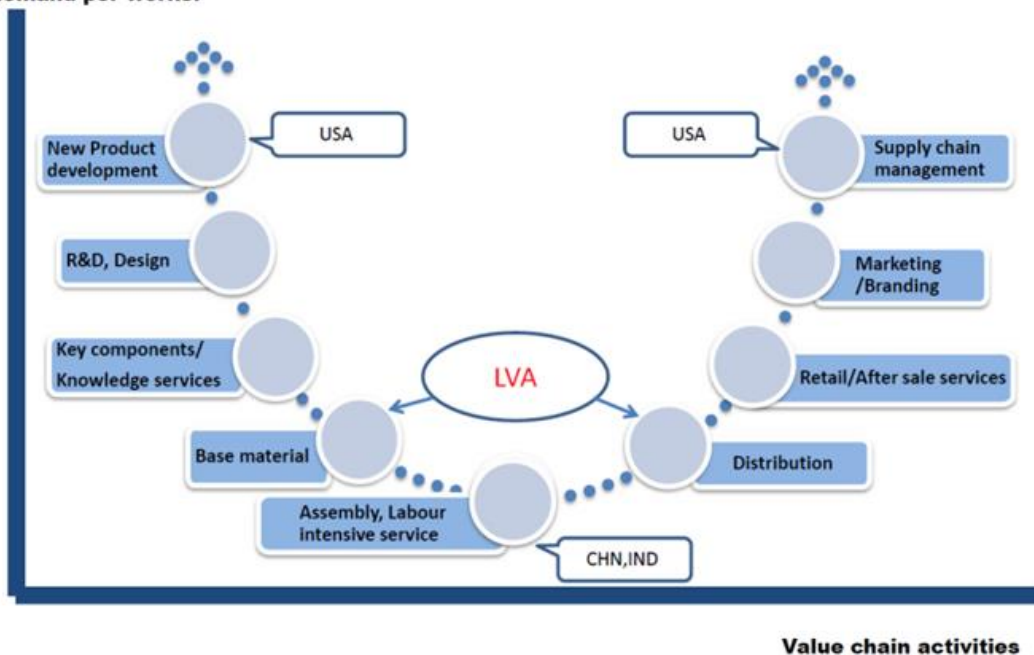 USA
USA
New Product
development
Supply chain
management
R&D, Design
Marketing
/Branding
Key components/
Knowledge services
LVA
Retail/After sale services
Base material
Distribution
Assembly, Labour
intensive service
CHN,IND
Value chain activities